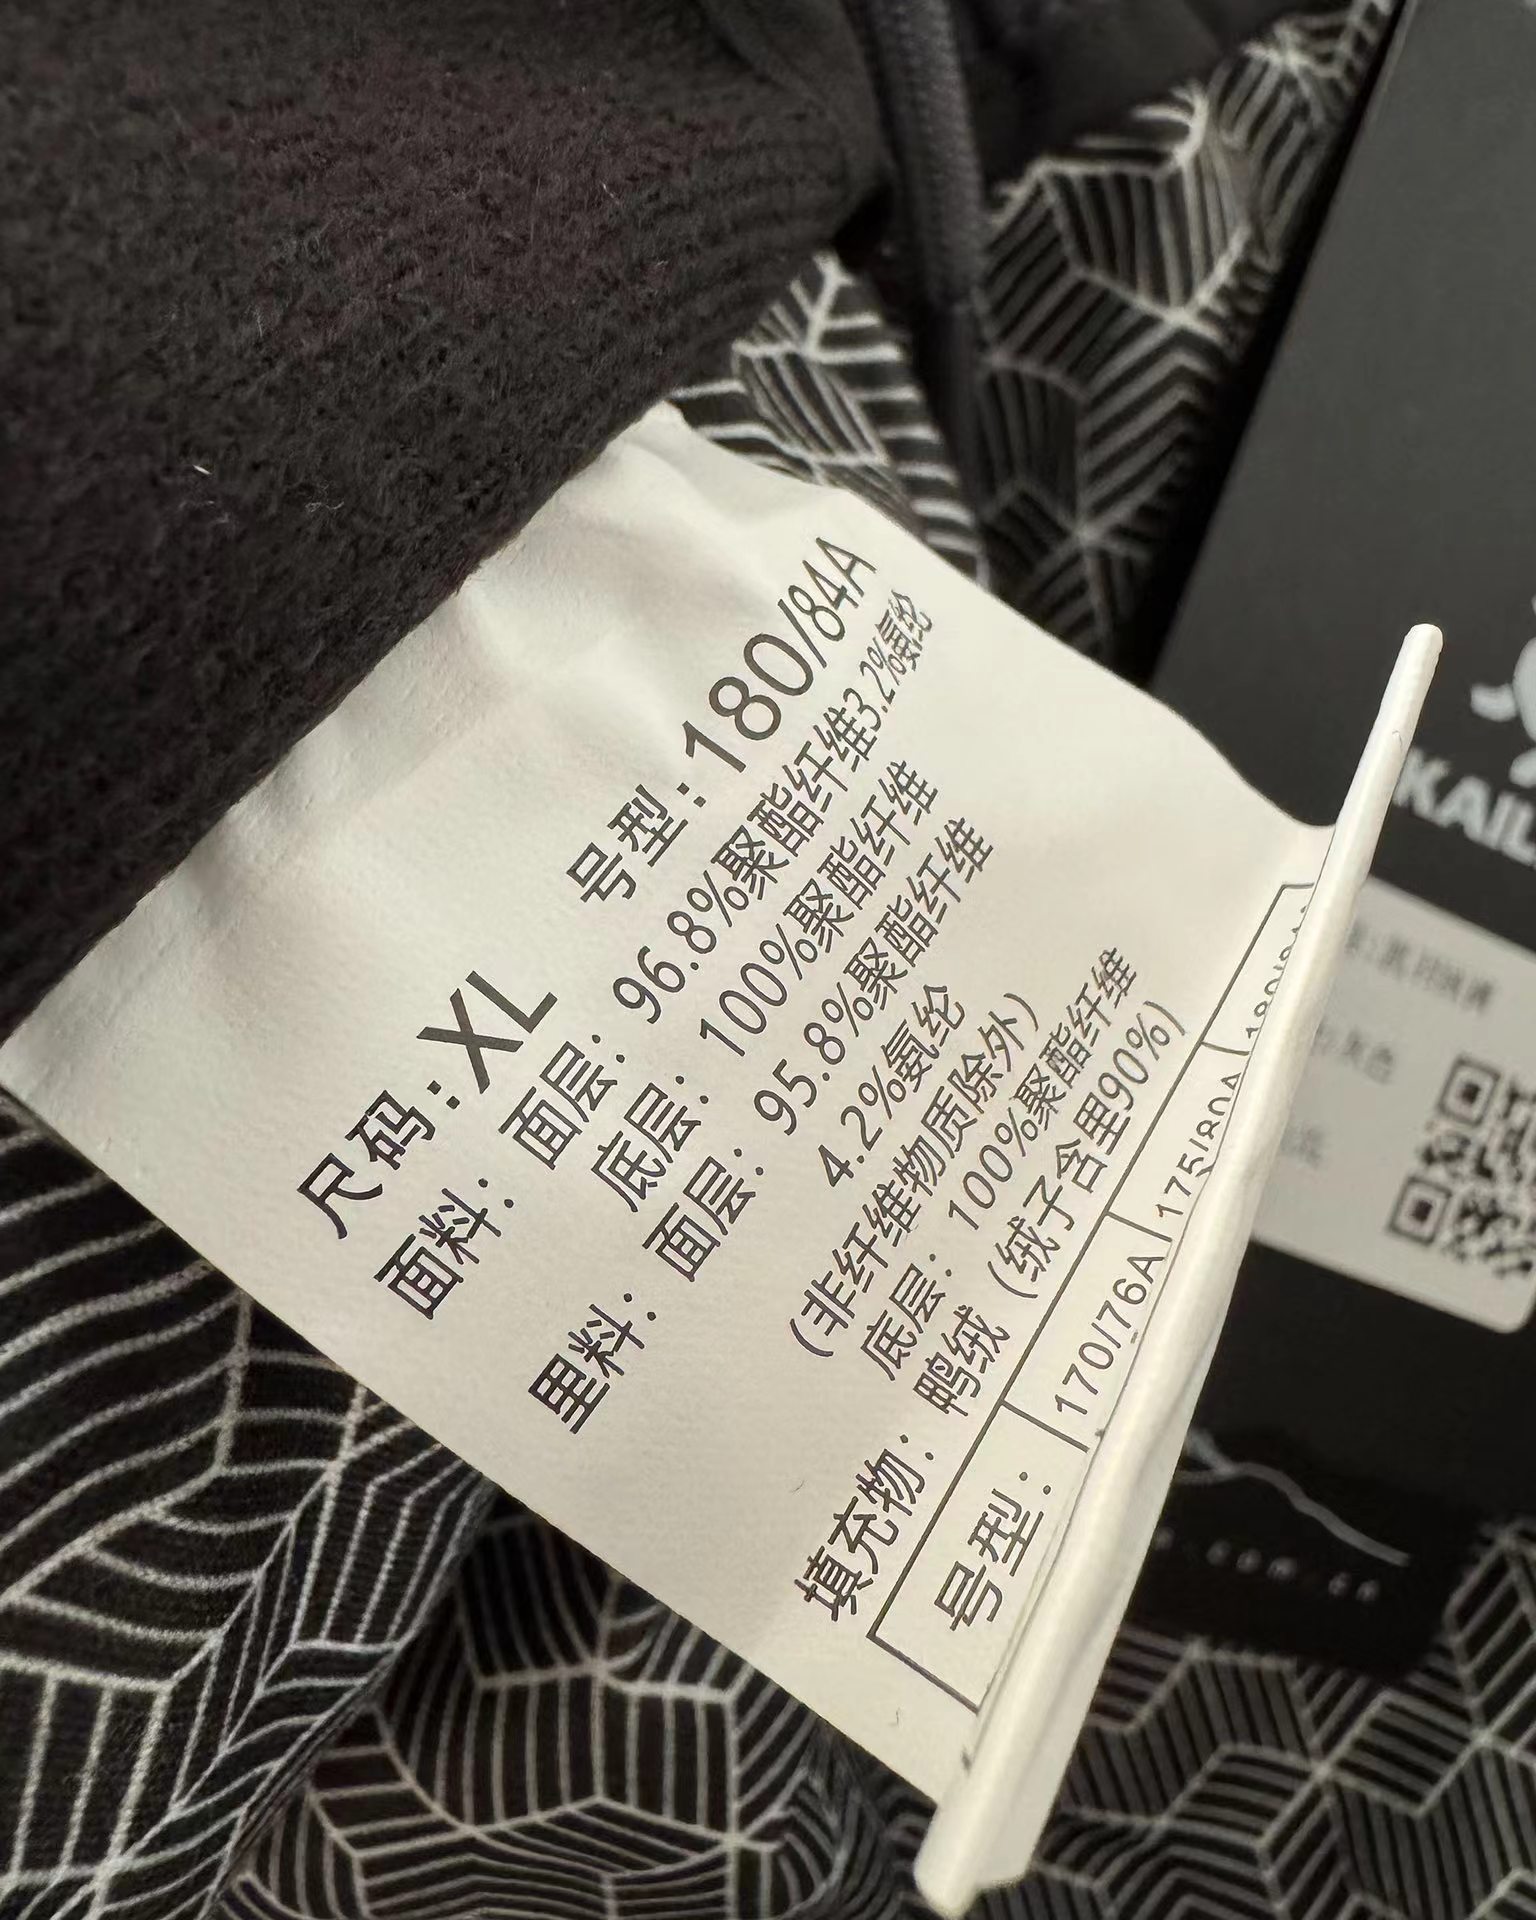 尺码：XL 号型：180/84A
面料：面层：96.8%聚酯纤维3.2%氨纶
底层：100%聚酯纤维
里料：面层：95.8%聚酯纤维
4.2%氨纶
（非纤维物质除外）
底层：100%聚酯纤维
填充物：鸭绒（绒子含量90%）
号型： 170/76A 175/80A
KAIL